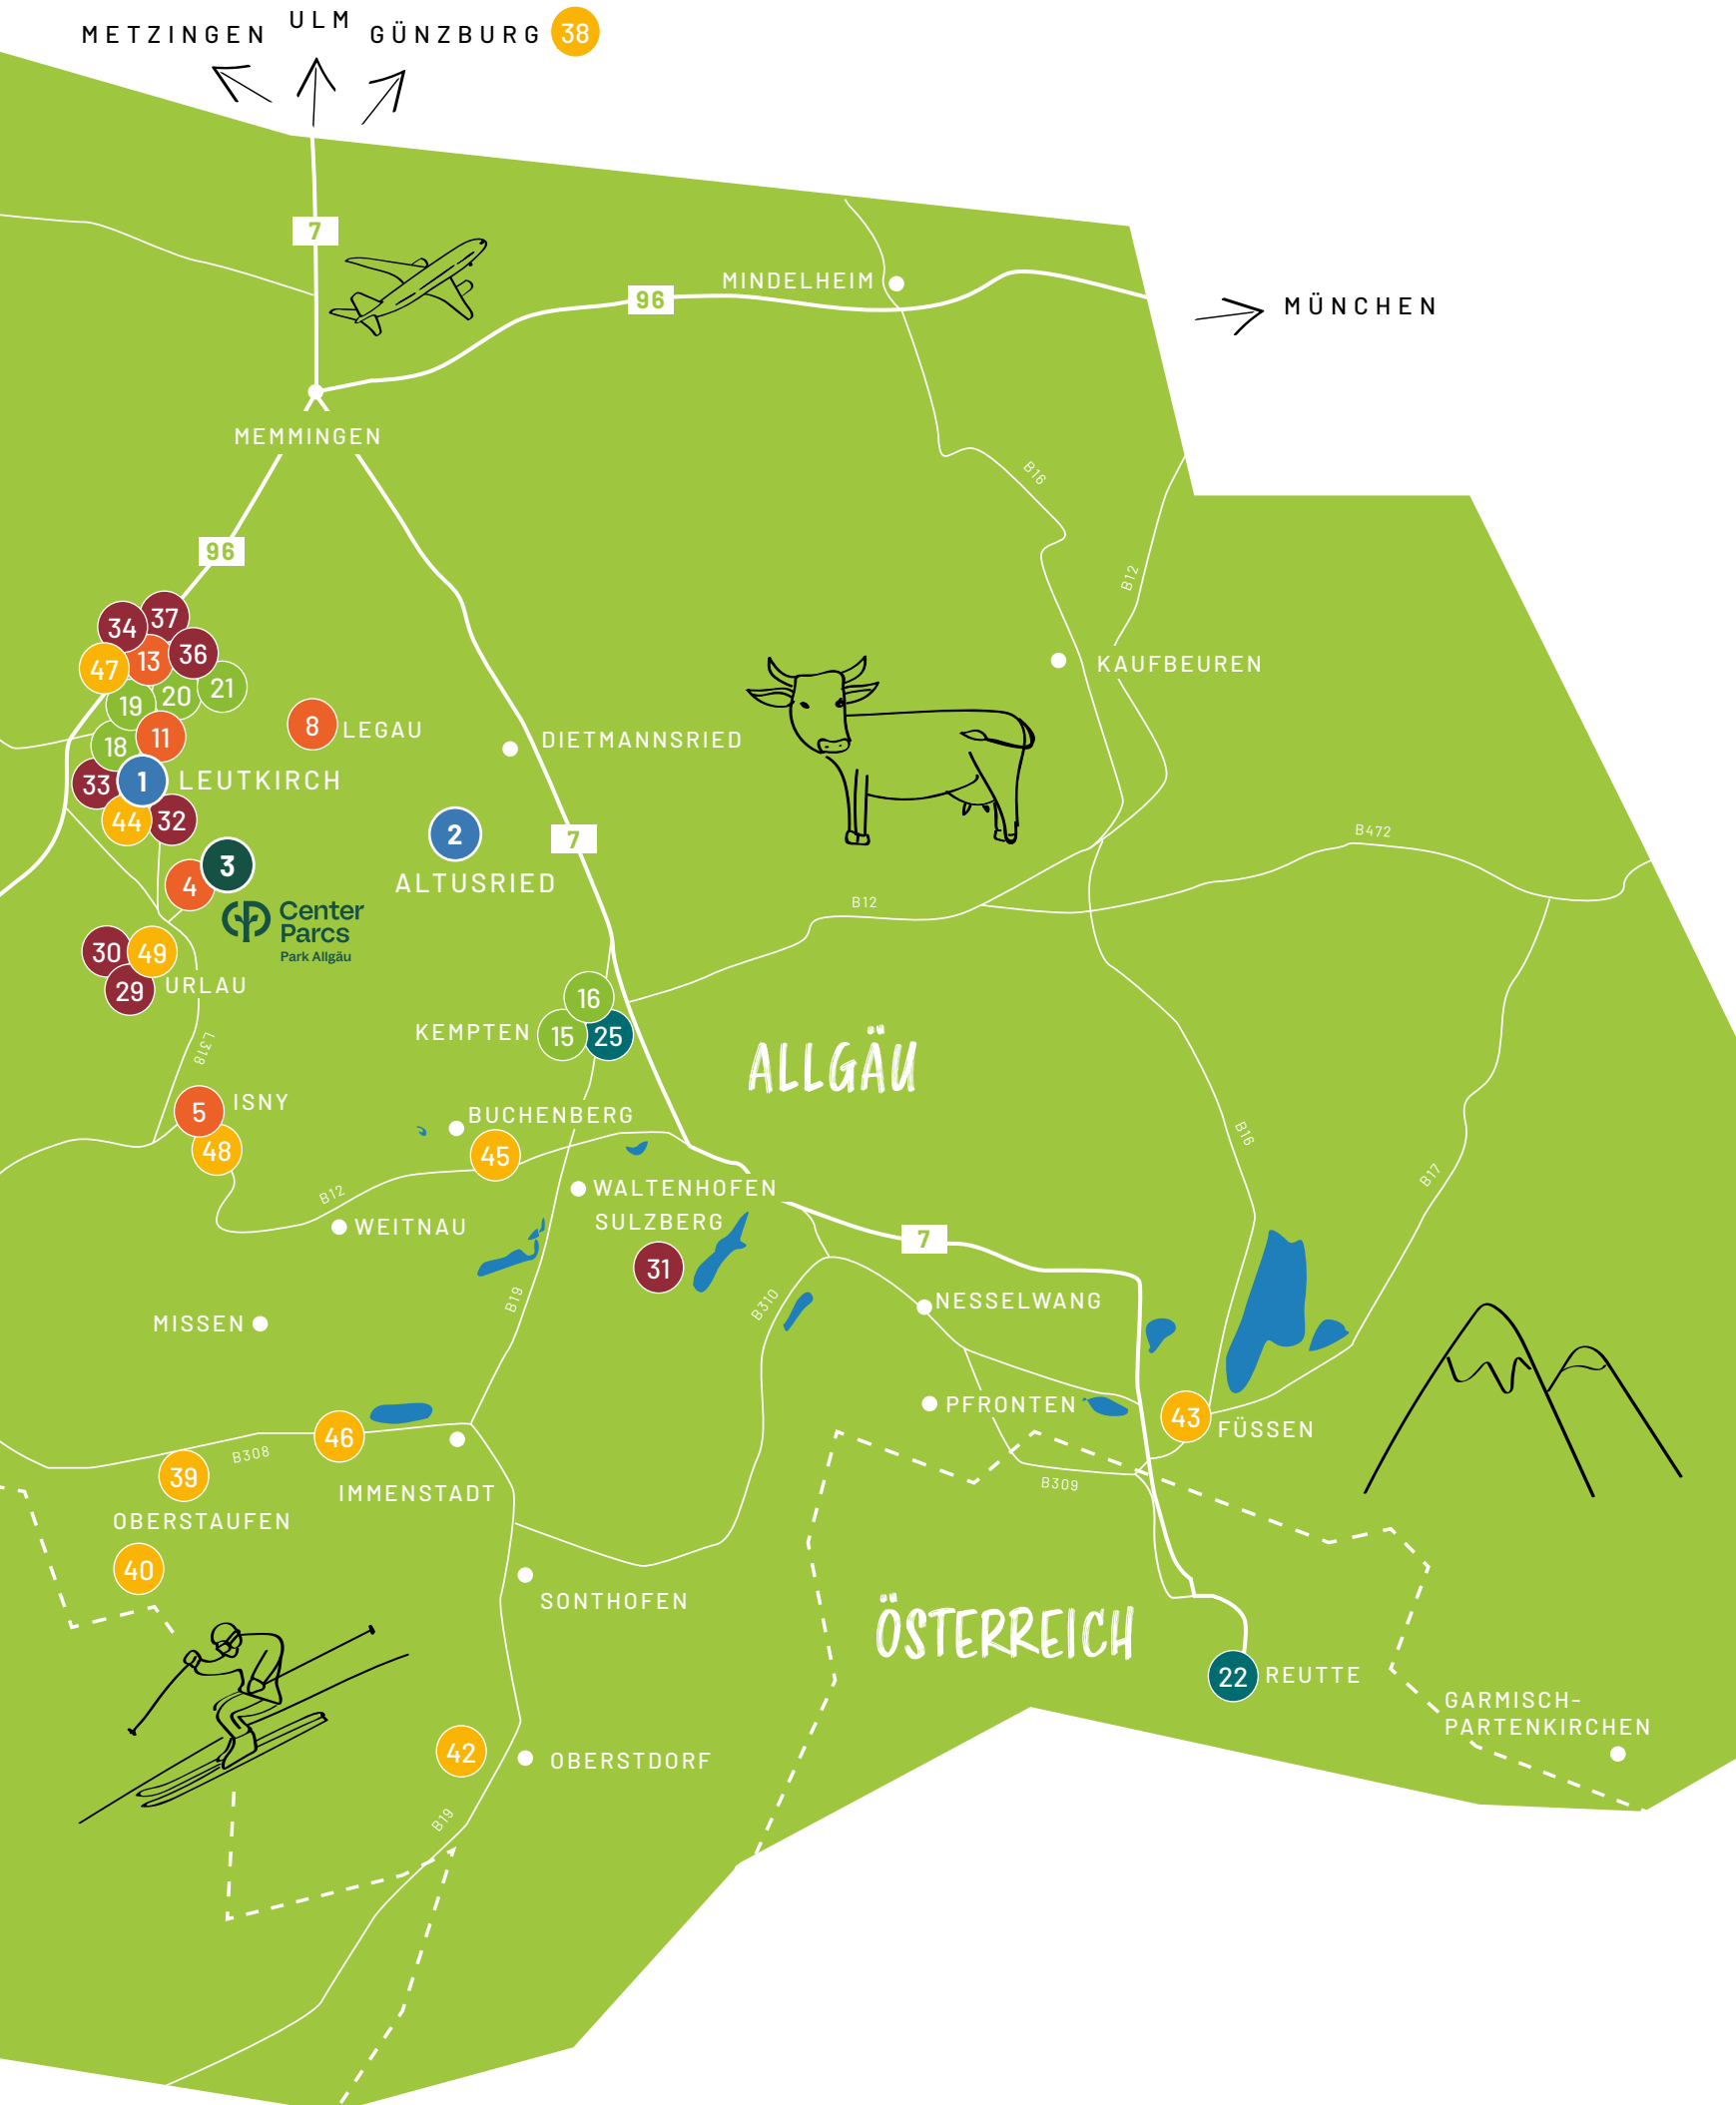 METZINGEN
ULM
GÜNZBURG
38
7
MINDELHEIM
96
MÜNCHEN
MEMMINGEN
B16
96
B12
37
34
36
13
47
KAUFBEUREN
21
20
19
8
LEGAU
11
18
DIETMANNSRIED
33
1
LEUTKIRCH
44
32
2
7
B472
3
4
ALTUSRIED
B12
Center
Parcs
Park Allgäu
30
49
29
URLAU
16
KEMPTEN
15
25
L318
ALLGÄU
5
ISNY
BUCHENBERG
48
45
B16
B17
B12
WALTENHOFEN
WEITNAU
SULZBERG
7
31
B19
B310
NESSELWANG
MISSEN
PFRONTEN
43
FÜSSEN
46
B308
39
B309
IMMENSTADT
OBERSTAUFEN
40
SONTHOFEN
ÖSTERREICH
22
REUTTE
GARMISCH-
PARTENKIRCHEN
42
OBERSTDORF
B19